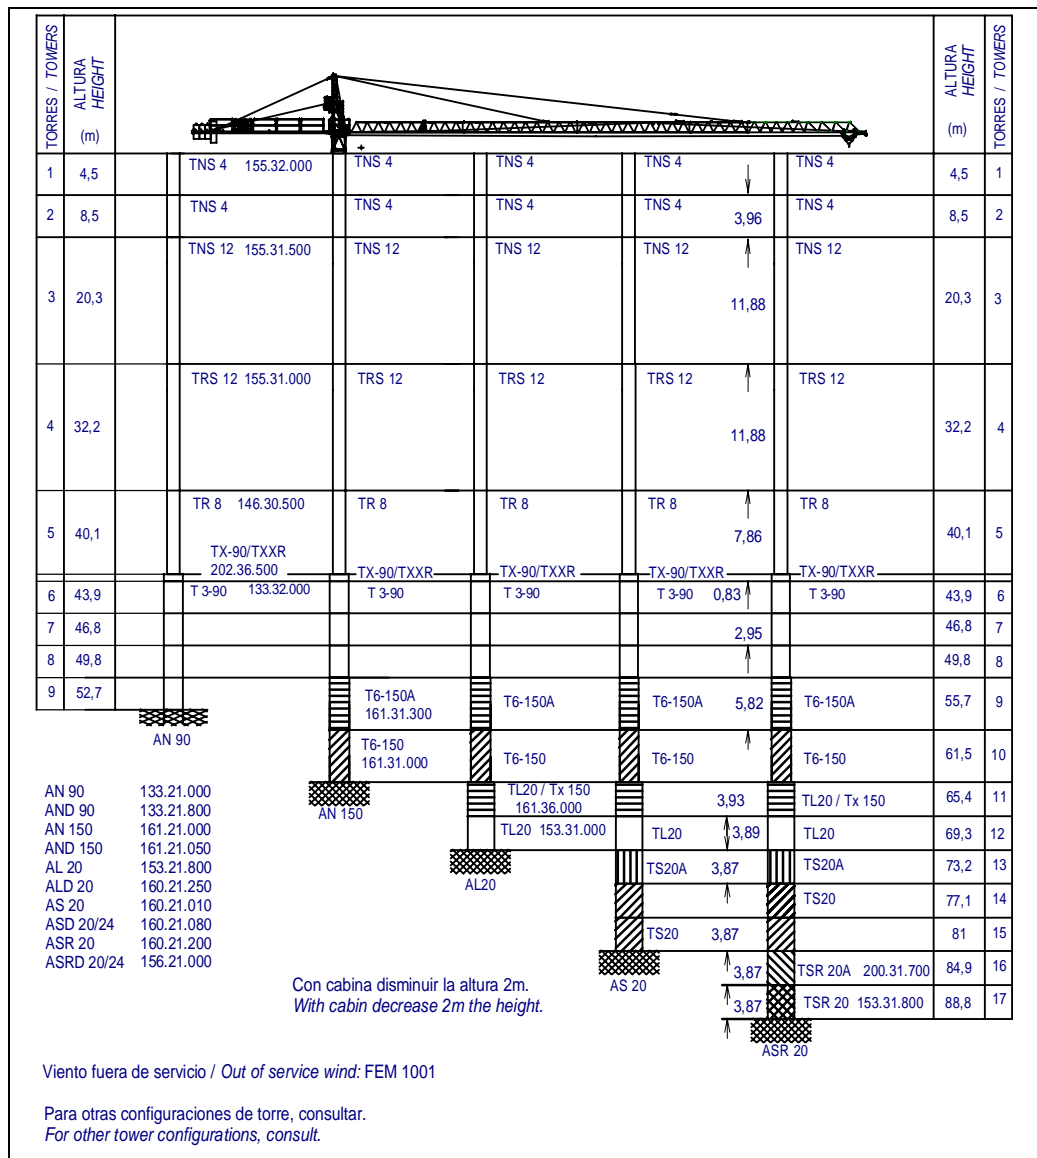 TORRES / TOWERS
ALTURA
HEIGHT
(m)
ALTURA
HEIGHT
(m)
TORRES / TOWERS
1 4,5 TNS 4 155.32.000 TNS 4 TNS 4 TNS 4 TNS 4 4,5 1
2 8,5 TNS 4 TNS 4 TNS 4 TNS 4 3,96 TNS 4 8,5 2
TNS 12 155.31.500 TNS 12 TNS 12 TNS 12 TNS 12
3 20,3 11,88 20,3 3
TRS 12 155.31.000 TRS 12 TRS 12 TRS 12 TRS 12
4 32,2 11,88 32,2 4
TR 8 146.30.500 TR 8 TR 8 TR 8 TR 8
5 40,1 7,86 40,1 5
TX-90/TXXR
202.36.500 TX-90/TXXR TX-90/TXXR TX-90/TXXR TX-90/TXXR
6 43,9 T 3-90 133.32.000 T 3-90 T 3-90 T 3-90 0,83 T 3-90 43,9 6
7 46,8 2,95 46,8 7
8 49,8 49,8 8
9 52,7 T6-150A T6-150A T6-150A 5,82 T6-150A 55,7 9
161.31.300
AN 90
T6-150 T6-150 T6-150 T6-150 61,5 10
161.31.000
AN 150
TL20 / Tx 150 3,93 TL20 / Tx 150 65,4 11
161.36.000
TL20 153.31.000 TL20 3,89 TL20 69,3 12
AL20
TS20A 3,87 TS20A 73,2 13
TS20 77,1 14
TS20 3,87 81 15
AS 20
3,87 TSR 20A 200.31.700 84,9 16
3,87 TSR 20 153.31.800 88,8 17
ASR 20
AN 90 133.21.000
AND 90 133.21.800
AN 150 161.21.000
AND 150 161.21.050
AL 20 153.21.800
ALD 20 160.21.250
AS 20 160.21.010
ASD 20/24 160.21.080
ASR 20 160.21.200
ASRD 20/24 156.21.000
Con cabina disminuir la altura 2m.
With cabin decrease 2m the height.
Viento fuera de servicio / Out of service wind: FEM 1001
Para otras configuraciones de torre, consultar.
For other tower configurations, consult.